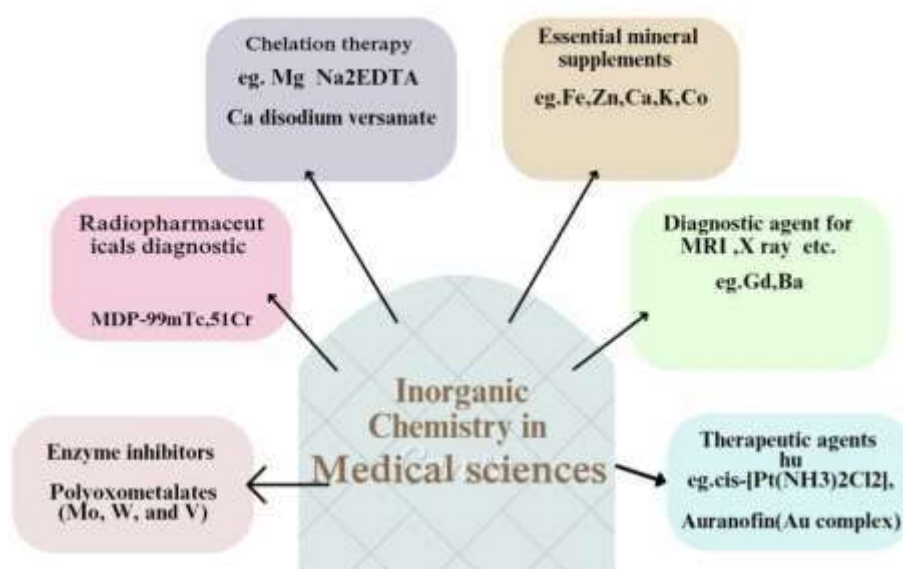 Chelation therapy
eg. Mg Na2EDTA
Ca disodium versanate
Essential mineral
supplements
eg.Fe,Zn,Ca,K,Co
Radiopharmaceut
icals diagnostic
MDP-99mTc,51Cr
Diagnostic agent for
MRI ,X ray etc.
eg.Gd,Ba
Inorganic
Chemistry in
Medical sciences
Enzyme inhibitors
Polyoxometalates
(Mo, W, and V)
Therapeutic agents
hu
eg.cis-[Pt(NH3)2Cl2],
Auranofin(Au complex)